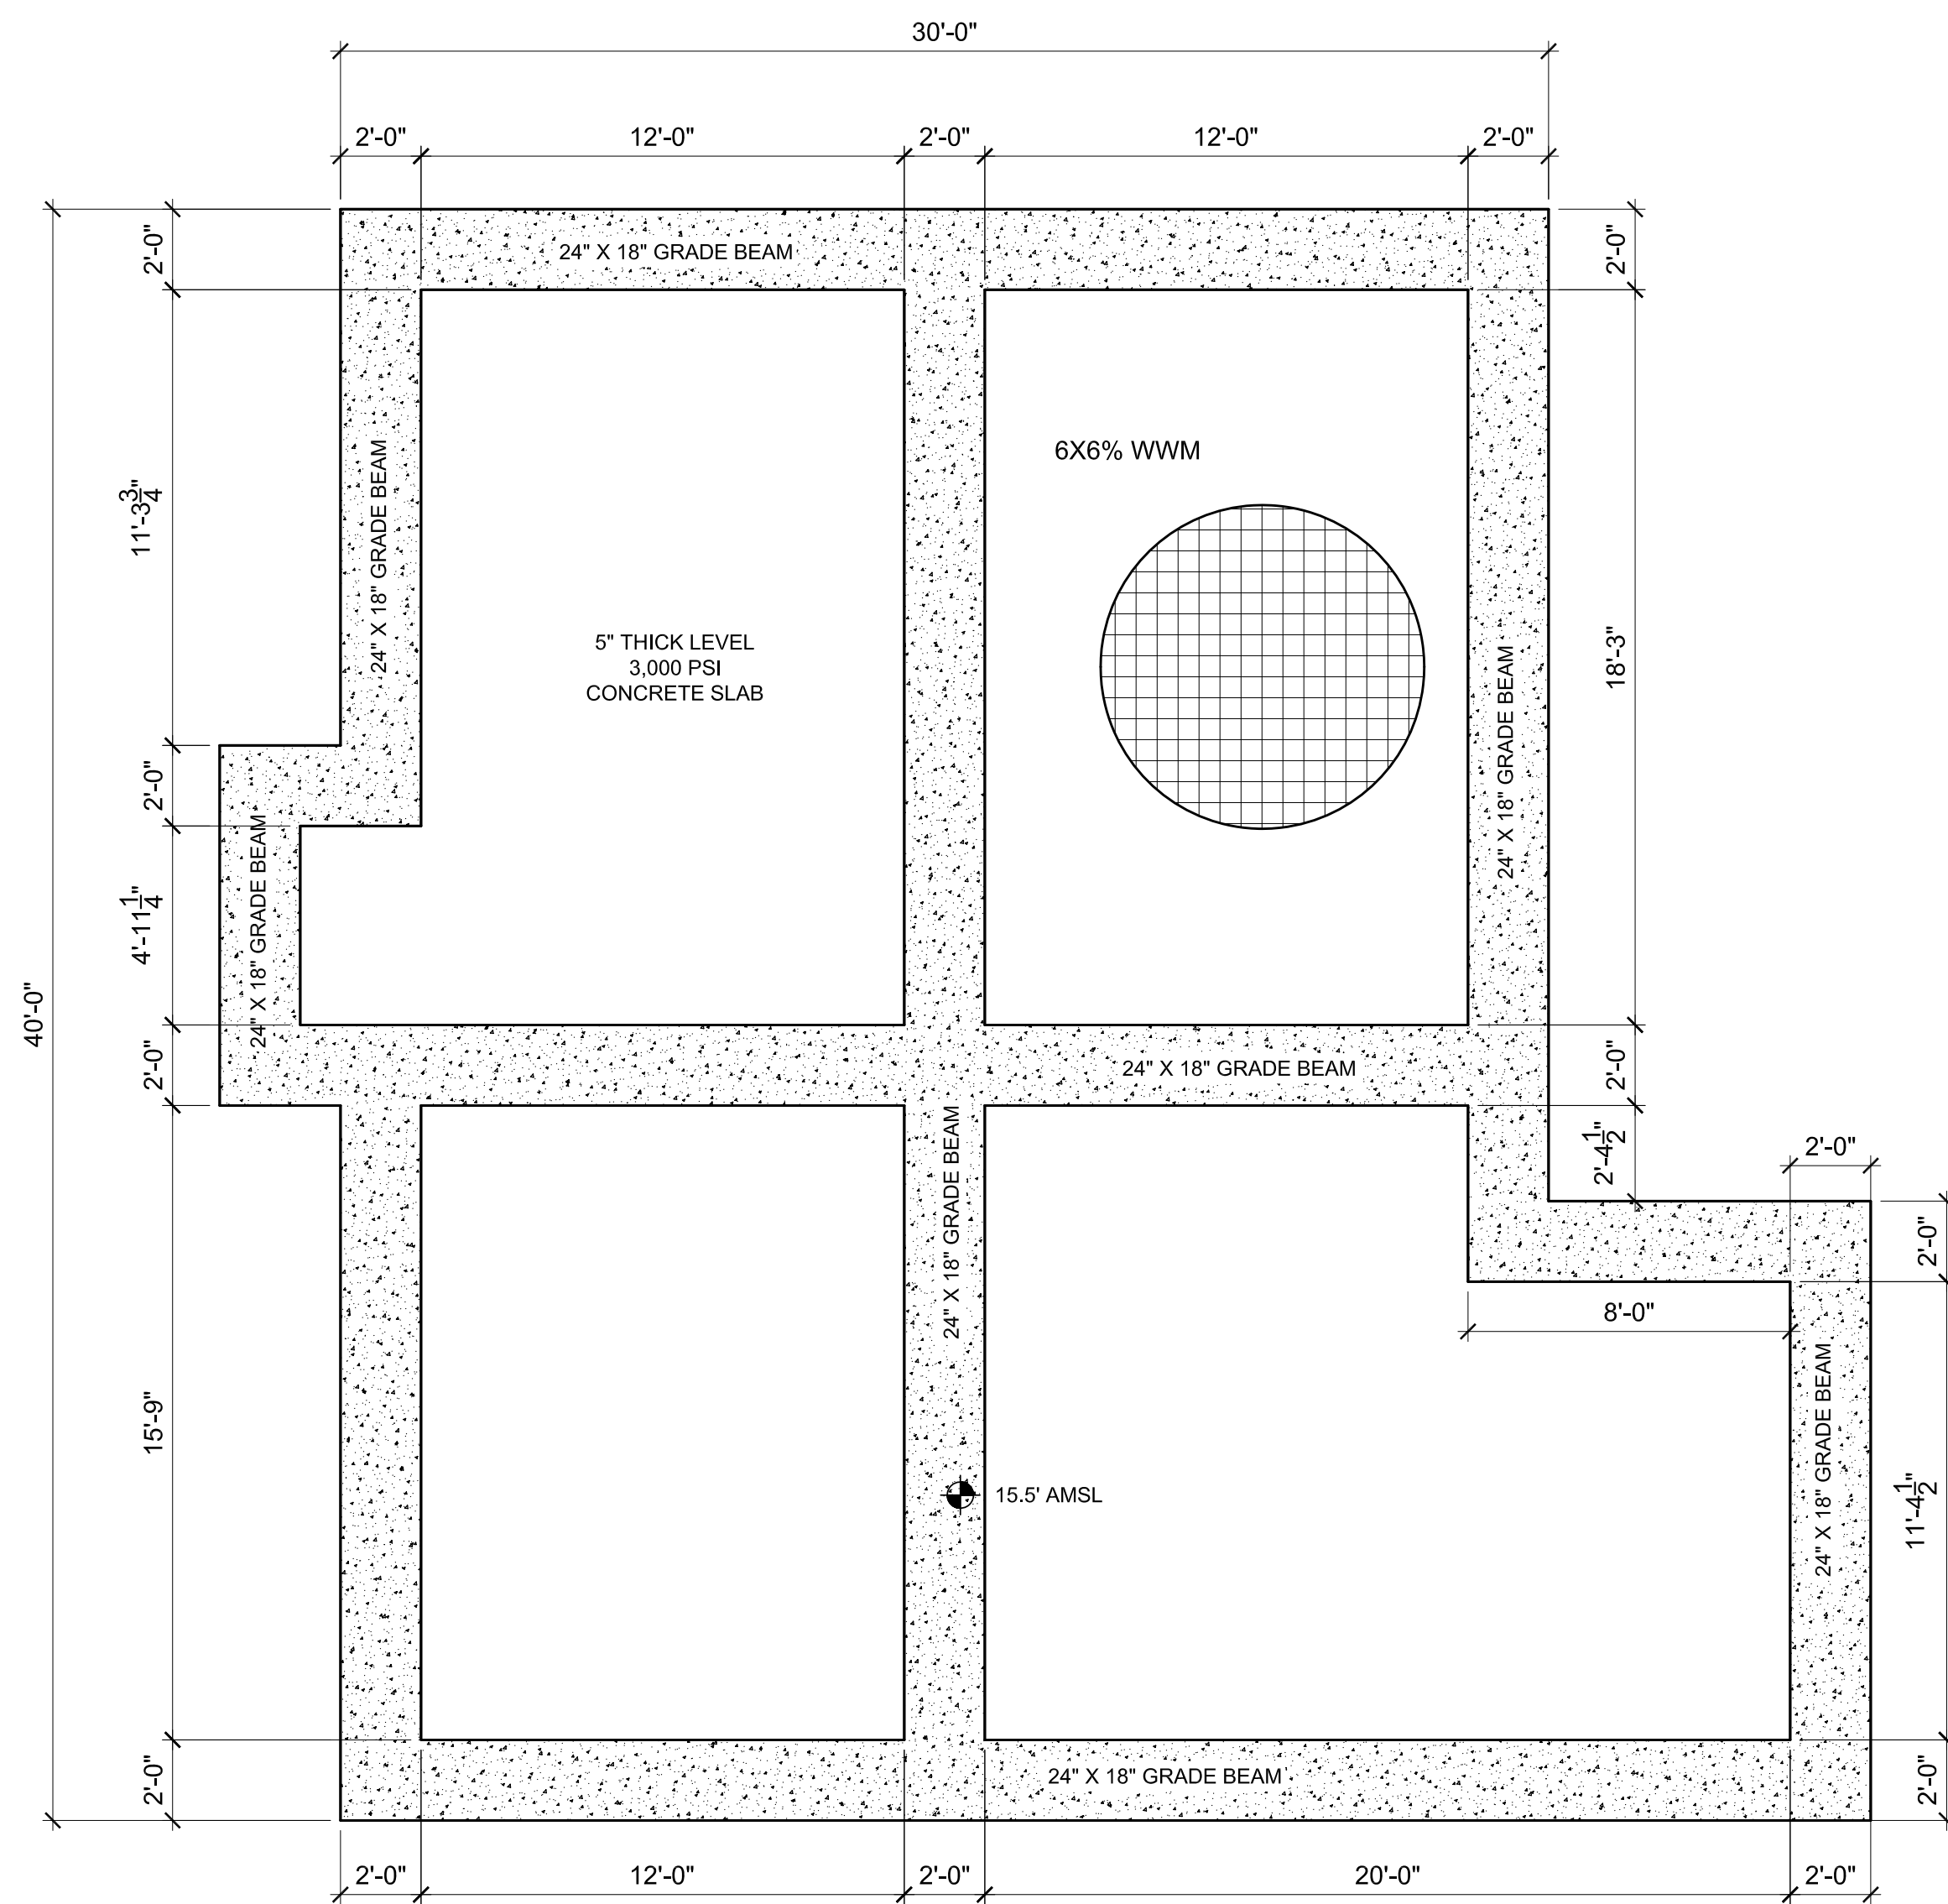 30'-0"
2'-0" 12'-0" 2'-0" 12'-0" 2'-0"
2'-0"
24" X 18" GRADE BEAM
2'-0"
11'-3 3/4"
24" X 18" GRADE BEAM
6X6% WWM
5" THICK LEVEL
3,000 PSI
CONCRETE SLAB
18'-3"
24" X 18" GRADE BEAM
2'-0"
4'-11 1/4"
24" X 18" GRADE BEAM
40'-0"
2'-0"
24" X 18" GRADE BEAM
2'-0"
24" X 18" GRADE BEAM
2'-4 1/2"
2'-0"
2'-0"
8'-0"
15'-9"
15.5' AMSL
24" X 18" GRADE BEAM
11'-4 1/2"
2'-0"
24" X 18" GRADE BEAM
2'-0"
2'-0" 12'-0" 2'-0" 20'-0" 2'-0"